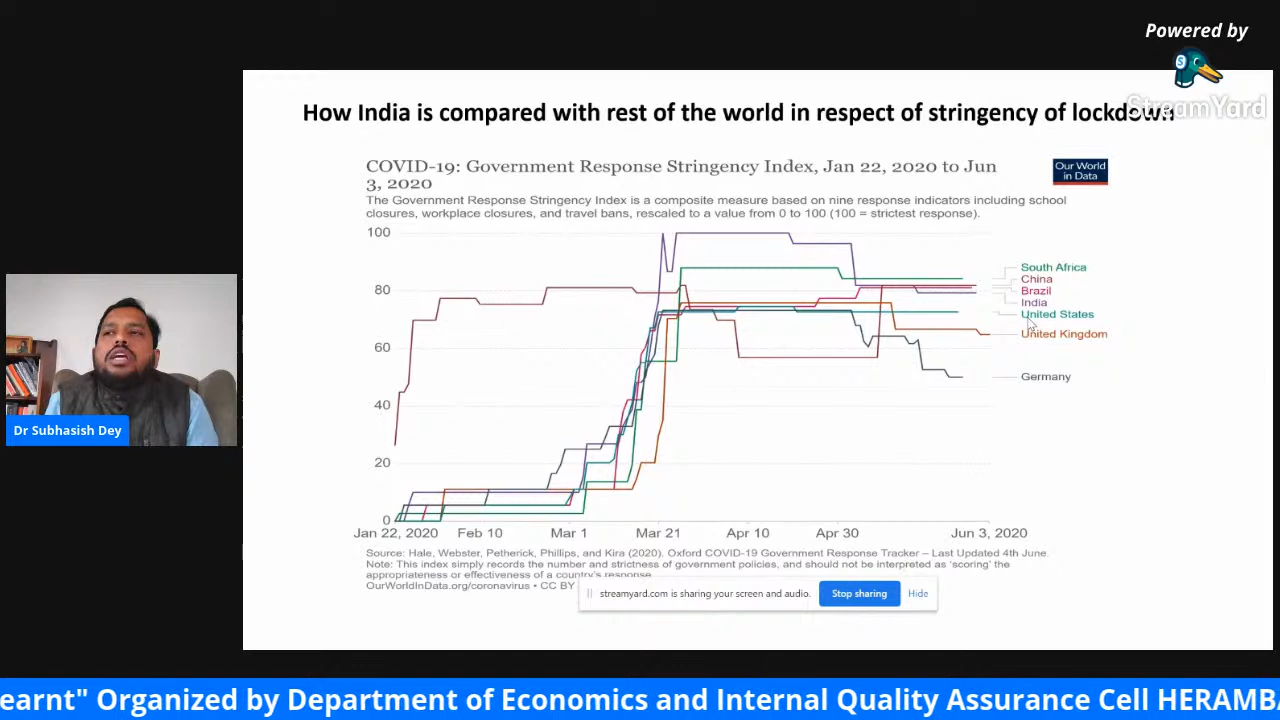 Powered by
StreamYard
How India is compared with rest of the world in respect of stringency of lockdown
COVID-19: Government Response Stringency Index, Jan 22, 2020 to Jun
3, 2020
Our World
in Data
The Government Response Stringency Index is a composite measure based on nine response indicators including school
closures, workplace closures, and travel bans, rescaled to a value from 0 to 100 (100 = strictest response).
100
80
60
40
20
0
South Africa
China
Brazil
India
United States
United Kingdom
Germany
Jan 22, 2020 Feb 10 Mar 1 Mar 21 Apr 10 Apr 30 Jun 3, 2020
Source: Hale, Webster, Petherick, Phillips, and Kira (2020). Oxford COVID-19 Government Response Tracker – Last Updated 4th June.
Note: This index simply records the number and strictness of government policies, and should not be interpreted as ‘scoring’ the
appropriateness or effectiveness of a country's response.
OurWorldInData.org/coronavirus • CC BY
streamyard.com is sharing your screen and audio. Stop sharing Hide
Dr Subhasish Dey
earnt" Organized by Department of Economics and Internal Quality Assurance Cell HERAMBA